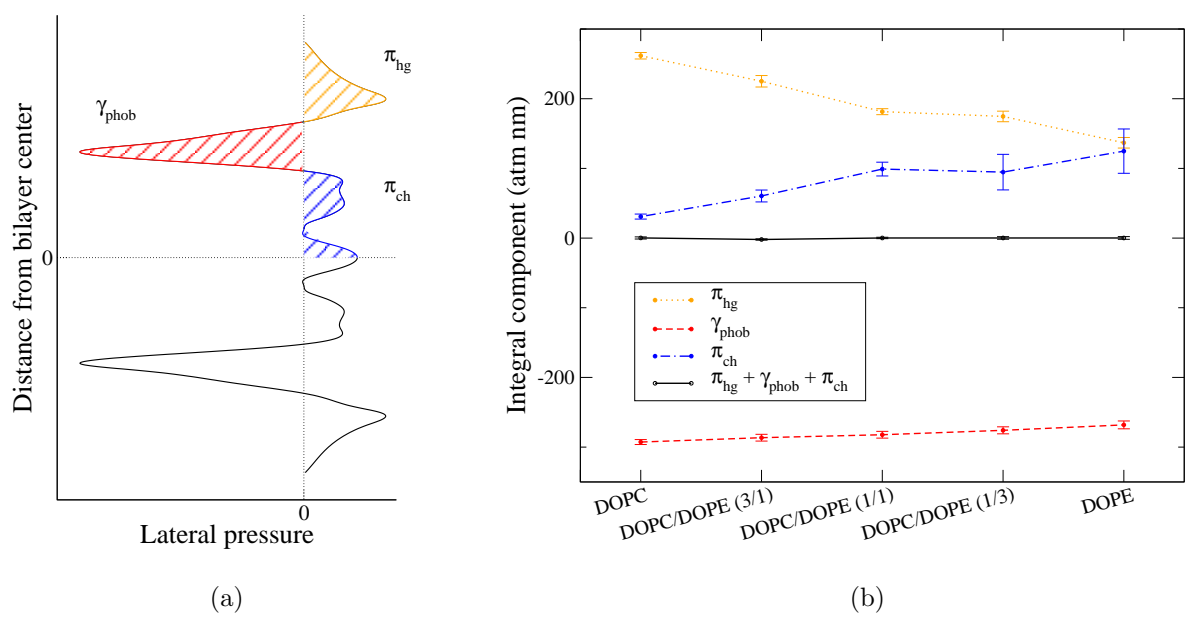 π_hg
γ_phob
π_ch
0
Distance from bilayer center
0
Lateral pressure
(a)
200
0
-200
Integral component (atm nm)
π_hg
γ_phob
π_ch
π_hg + γ_phob + π_ch
DOPC
DOPC/DOPE (3/1)
DOPC/DOPE (1/1)
DOPC/DOPE (1/3)
DOPE
(b)